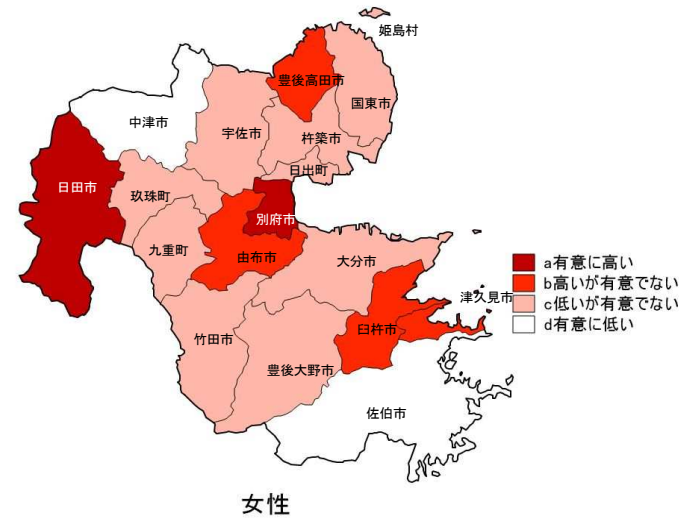 姫島村
豊後高田市
国東市
中津市
宇佐市
杵築市
日出町
日田市
玖珠町
別府市
九重町
由布市
大分市
a有意に高い
b高いが有意でない
c低いが有意でない
d有意に低い
津久見市
臼杵市
竹田市
豊後大野市
佐伯市
女性